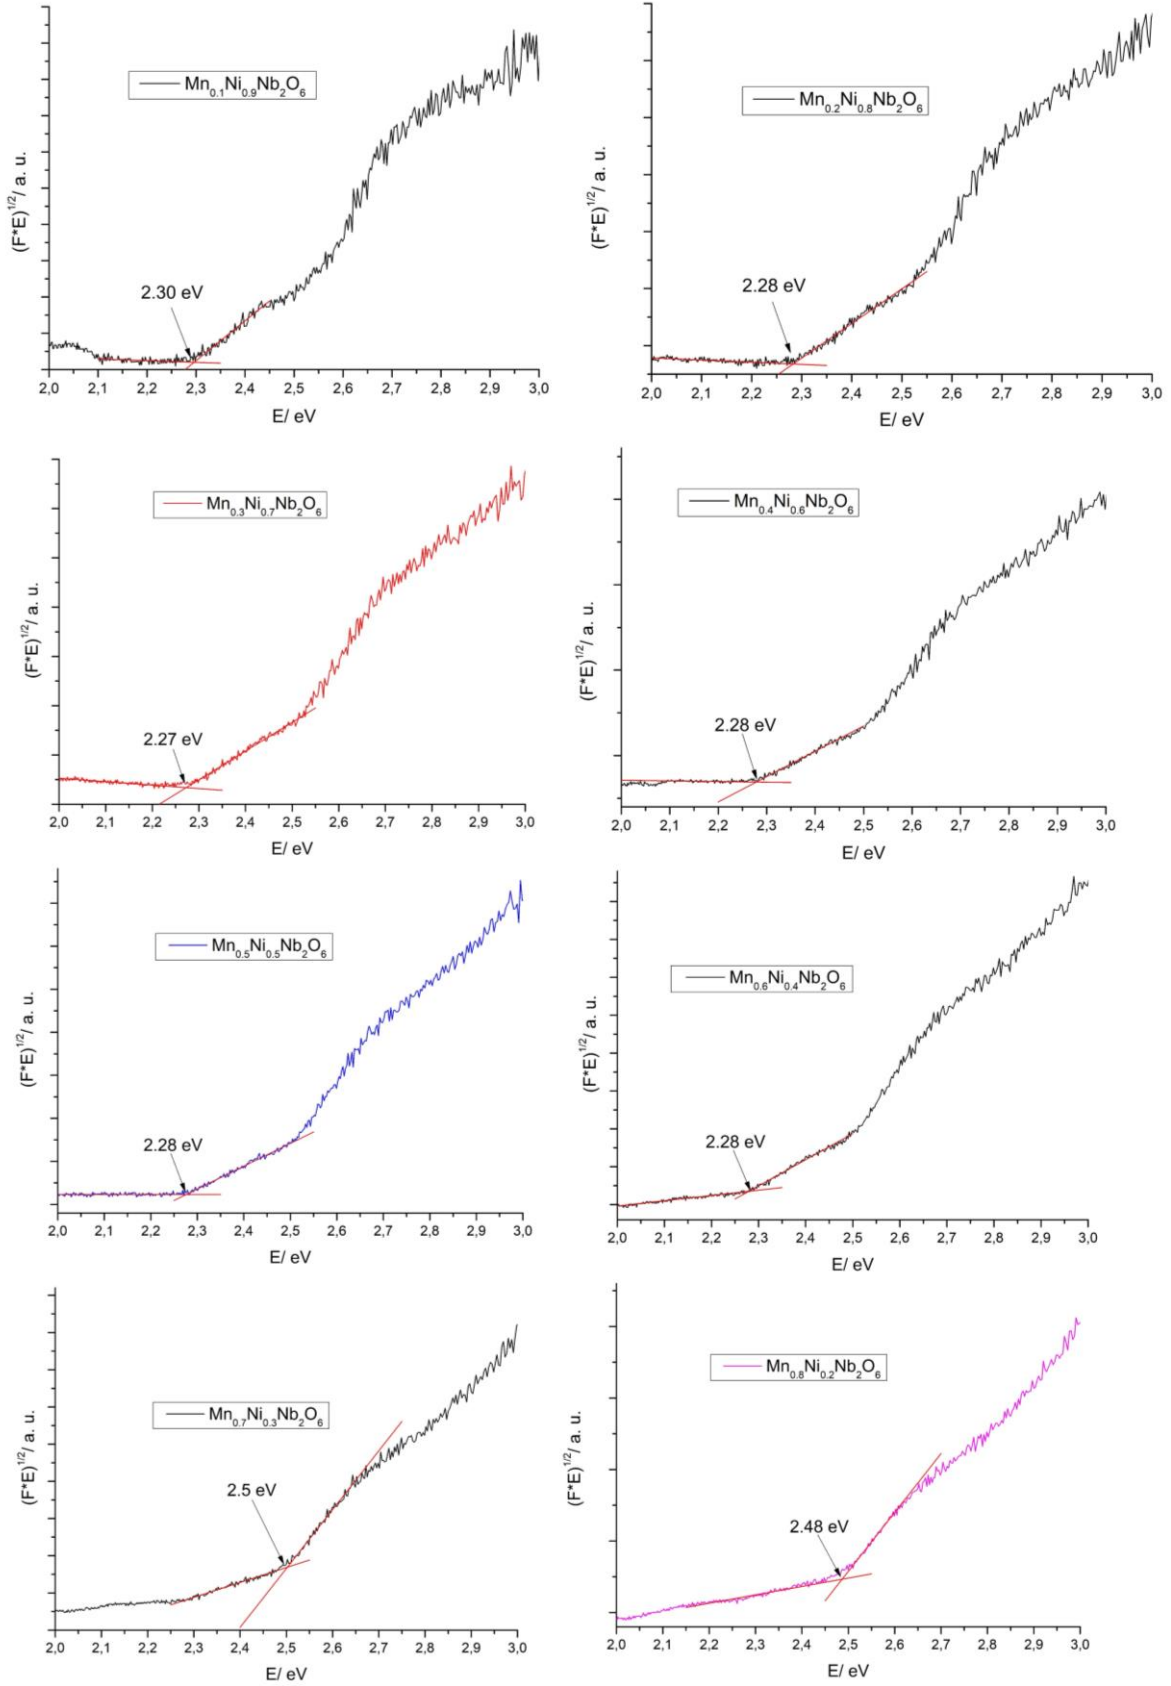 Mn0.1Ni0.9Nb2O6
(F*E)1/2/ a. u.
2.30 eV
2,0 2,1 2,2 2,3 2,4 2,5 2,6 2,7 2,8 2,9 3,0
E/ eV
Mn0.2Ni0.8Nb2O6
(F*E)1/2/ a. u.
2.28 eV
2,0 2,1 2,2 2,3 2,4 2,5 2,6 2,7 2,8 2,9 3,0
E/ eV
Mn0.3Ni0.7Nb2O6
(F*E)1/2/ a. u.
2.27 eV
2,0 2,1 2,2 2,3 2,4 2,5 2,6 2,7 2,8 2,9 3,0
E/ eV
Mn0.4Ni0.6Nb2O6
(F*E)1/2/ a. u.
2.28 eV
2,0 2,1 2,2 2,3 2,4 2,5 2,6 2,7 2,8 2,9 3,0
E/ eV
Mn0.5Ni0.5Nb2O6
(F*E)1/2/ a. u.
2.28 eV
2,0 2,1 2,2 2,3 2,4 2,5 2,6 2,7 2,8 2,9 3,0
E/ eV
Mn0.6Ni0.4Nb2O6
(F*E)1/2/ a. u.
2.28 eV
2,0 2,1 2,2 2,3 2,4 2,5 2,6 2,7 2,8 2,9 3,0
E/ eV
Mn0.7Ni0.3Nb2O6
(F*E)1/2/ a. u.
2.5 eV
2,0 2,1 2,2 2,3 2,4 2,5 2,6 2,7 2,8 2,9 3,0
E/ eV
Mn0.8Ni0.2Nb2O6
(F*E)1/2/ a. u.
2.48 eV
2,0 2,1 2,2 2,3 2,4 2,5 2,6 2,7 2,8 2,9 3,0
E/ eV